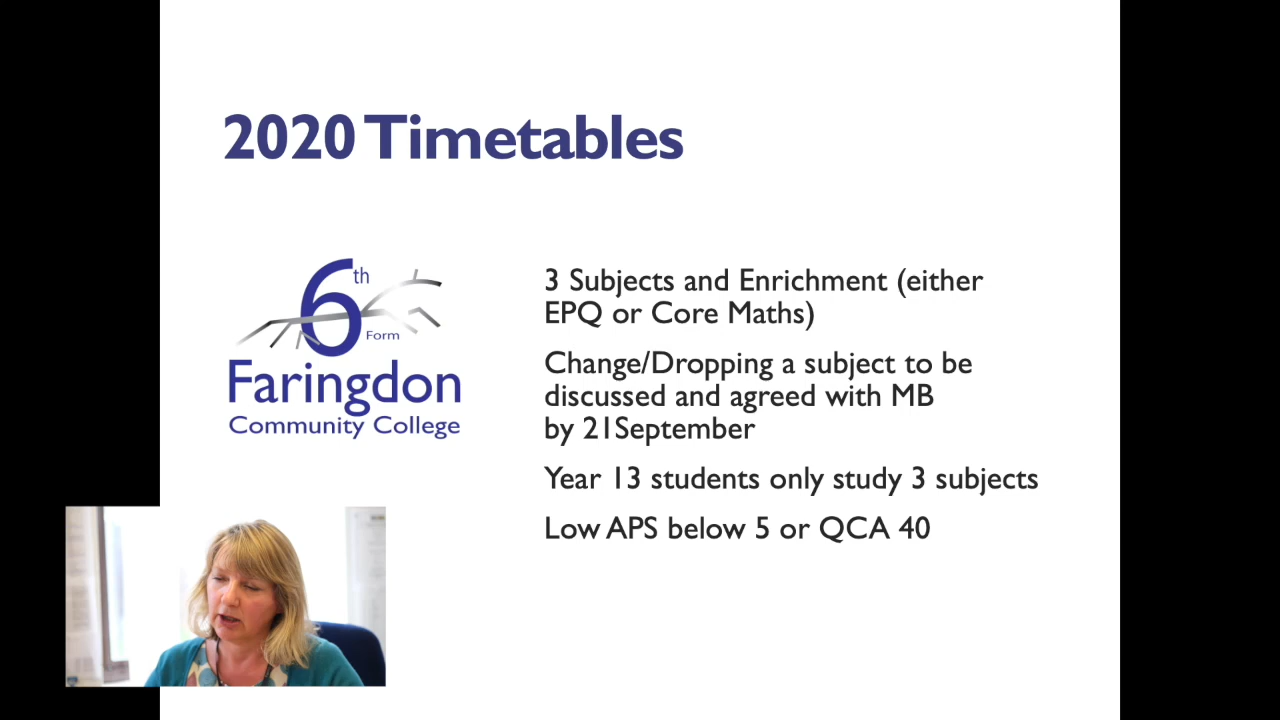 2020 Timetables
6th
Form
Faringdon
Community College
3 Subjects and Enrichment (either
EPQ or Core Maths)
Change/Dropping a subject to be
discussed and agreed with MB
by 21September
Year 13 students only study 3 subjects
Low APS below 5 or QCA 40